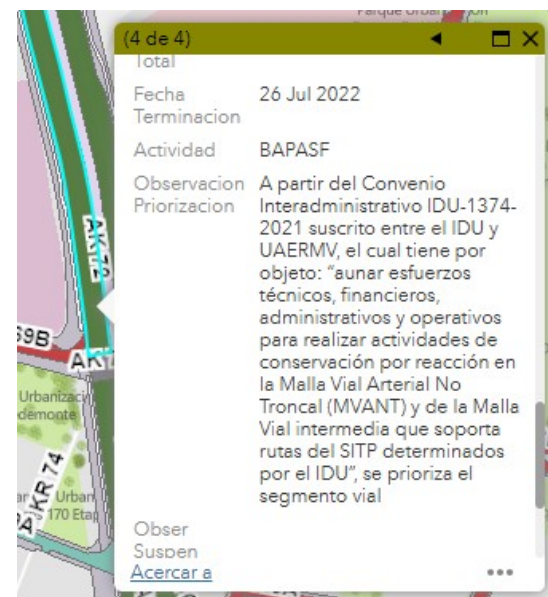 Parque Urban
(4 de 4)
Total
Fecha Terminacion
26 Jul 2022
Actividad
BAPASF
Observacion Priorizacion
A partir del Convenio
Interadministrativo IDU-1374-
2021 suscrito entre el IDU y
UAERMV, el cual tiene por
objeto: “aunar esfuerzos
técnicos, financieros,
administrativos y operativos
para realizar actividades de
conservación por reacción en
la Malla Vial Arterial No
Troncal (MVANT) y de la Malla
Vial intermedia que soporta
rutas del SITP determinados
por el IDU”, se prioriza el
segmento vial
Obser
Suspen
Acercar a
AK 72
69B
AK
Urbanizaci
demonte
KR 74
Urban
170 Etap